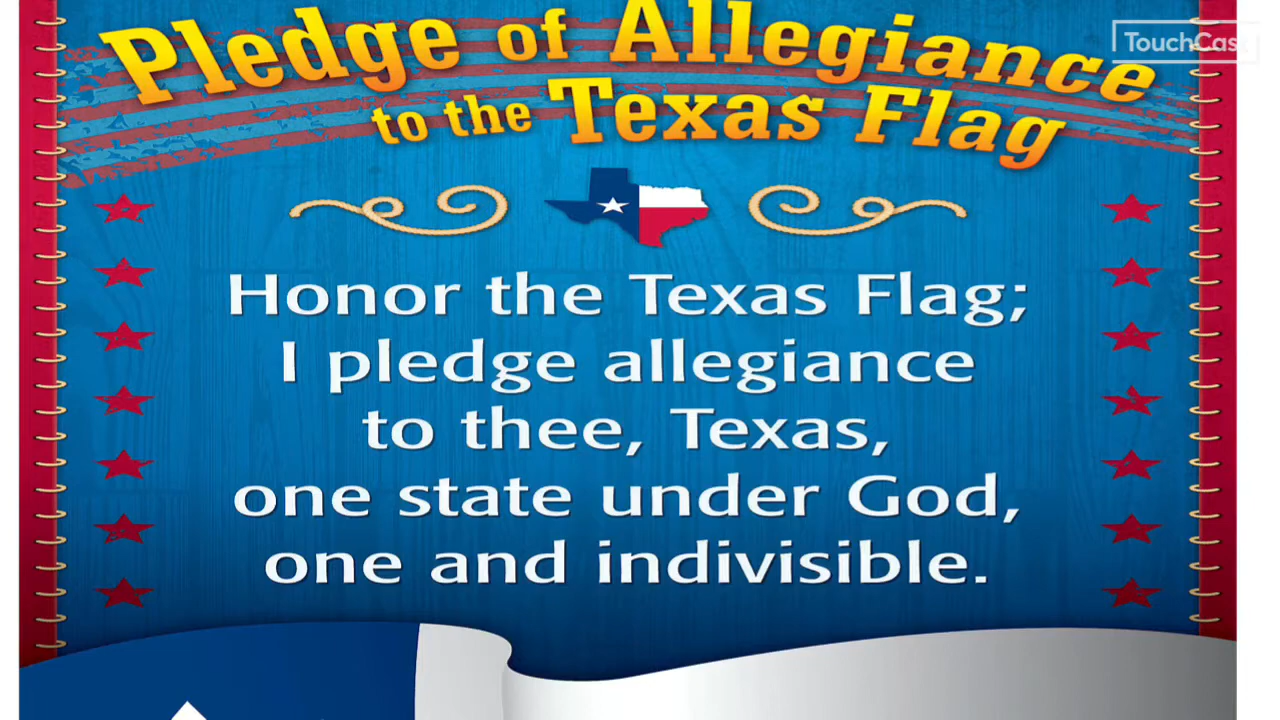 Pledge of Allegiance
to the Texas Flag
Honor the Texas Flag;
I pledge allegiance
to thee, Texas,
one state under God,
one and indivisible.